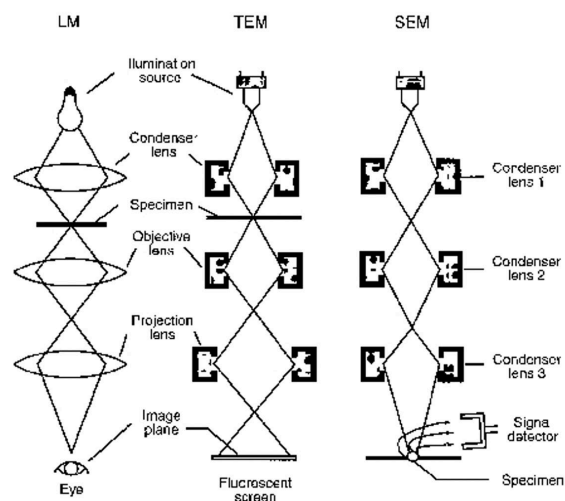 LM
TEM
SEM
Illumination
source
Condenser
lens
Condenser
lens 1
Specimen
Objective
lens
Condenser
lens 2
Projection
lens
Condenser
lens 3
Image
plane
Signa
detector
Eye
Fluorescent
screen
Specimen